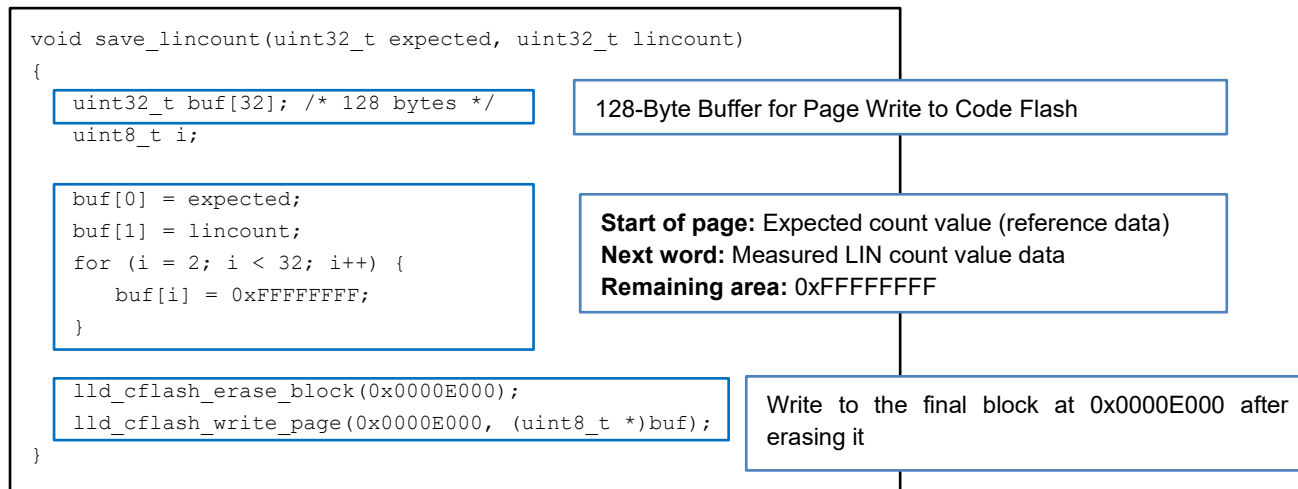 void save_lincount(uint32_t expected, uint32_t lincount)
{
uint32_t buf[32]; /* 128 bytes */
128-Byte Buffer for Page Write to Code Flash
uint8_t i;
buf[0] = expected;
buf[1] = lincount;
for (i = 2; i < 32; i++) {
buf[i] = 0xFFFFFFFF;
}
Start of page: Expected count value (reference data)
Next word: Measured LIN count value data
Remaining area: 0xFFFFFFFF
lld_cflash_erase_block(0x0000E000);
lld_cflash_write_page(0x0000E000, (uint8_t *)buf);
Write to the final block at 0x0000E000 after
erasing it
}